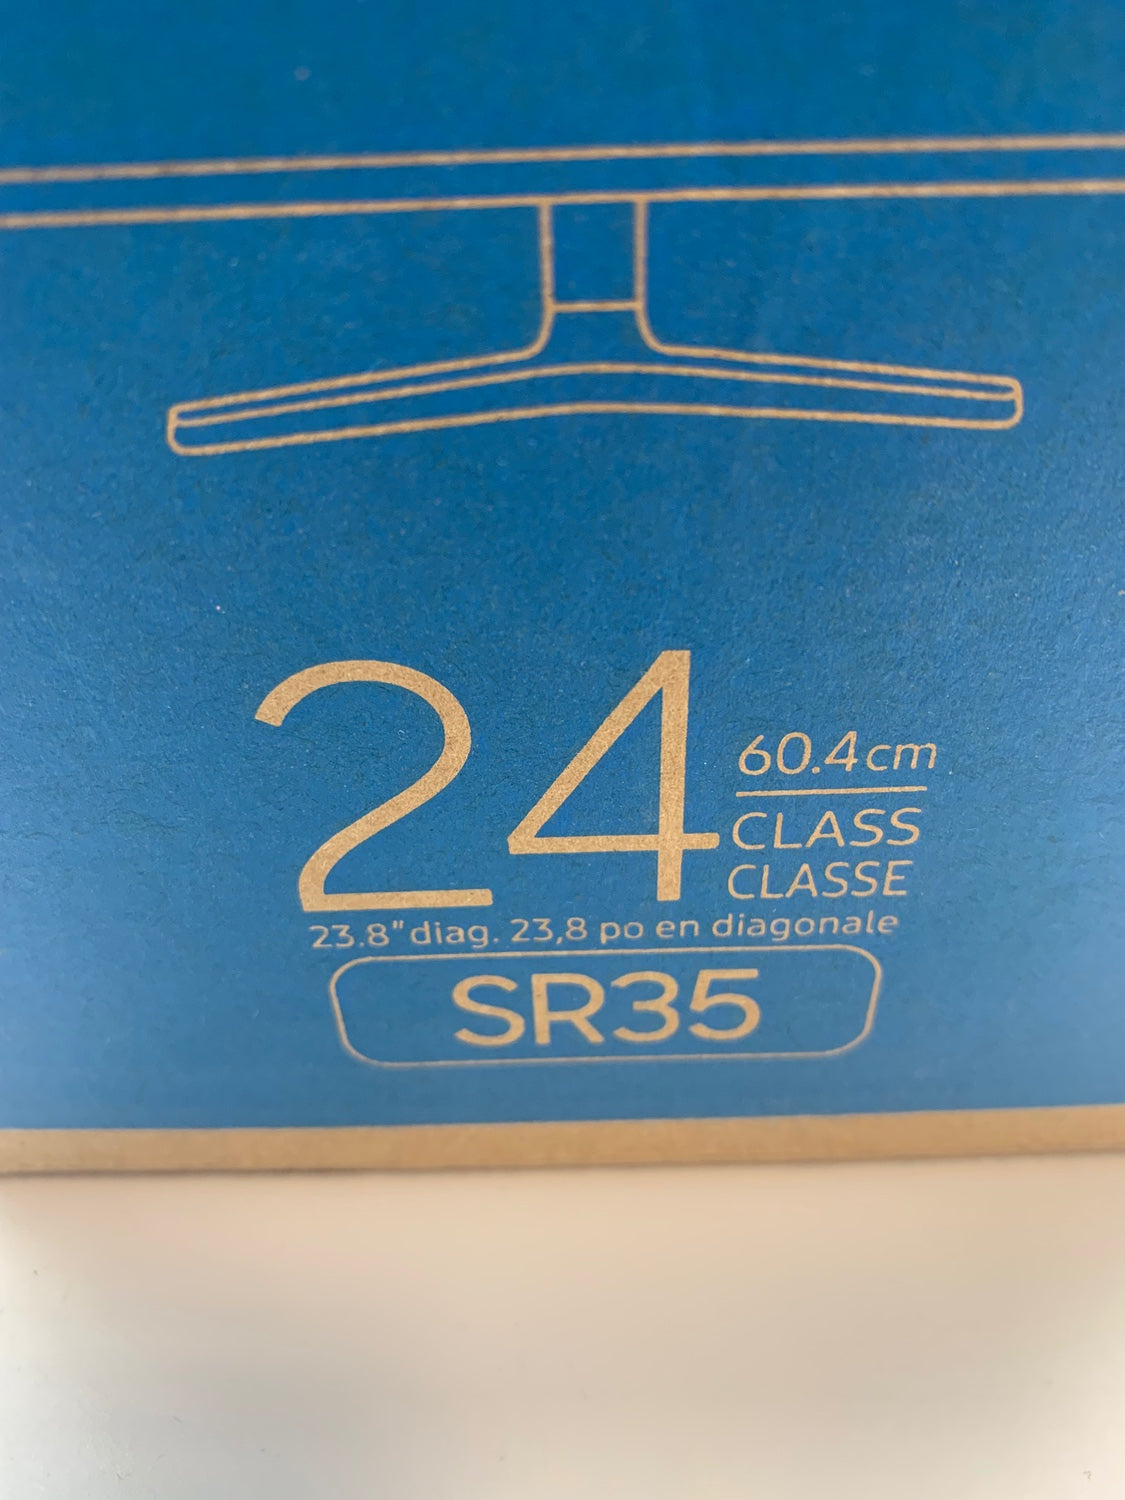 24
60.4cm
CLASS
CLASSE
23.8"diag. 23,8 po en diagonale
SR35